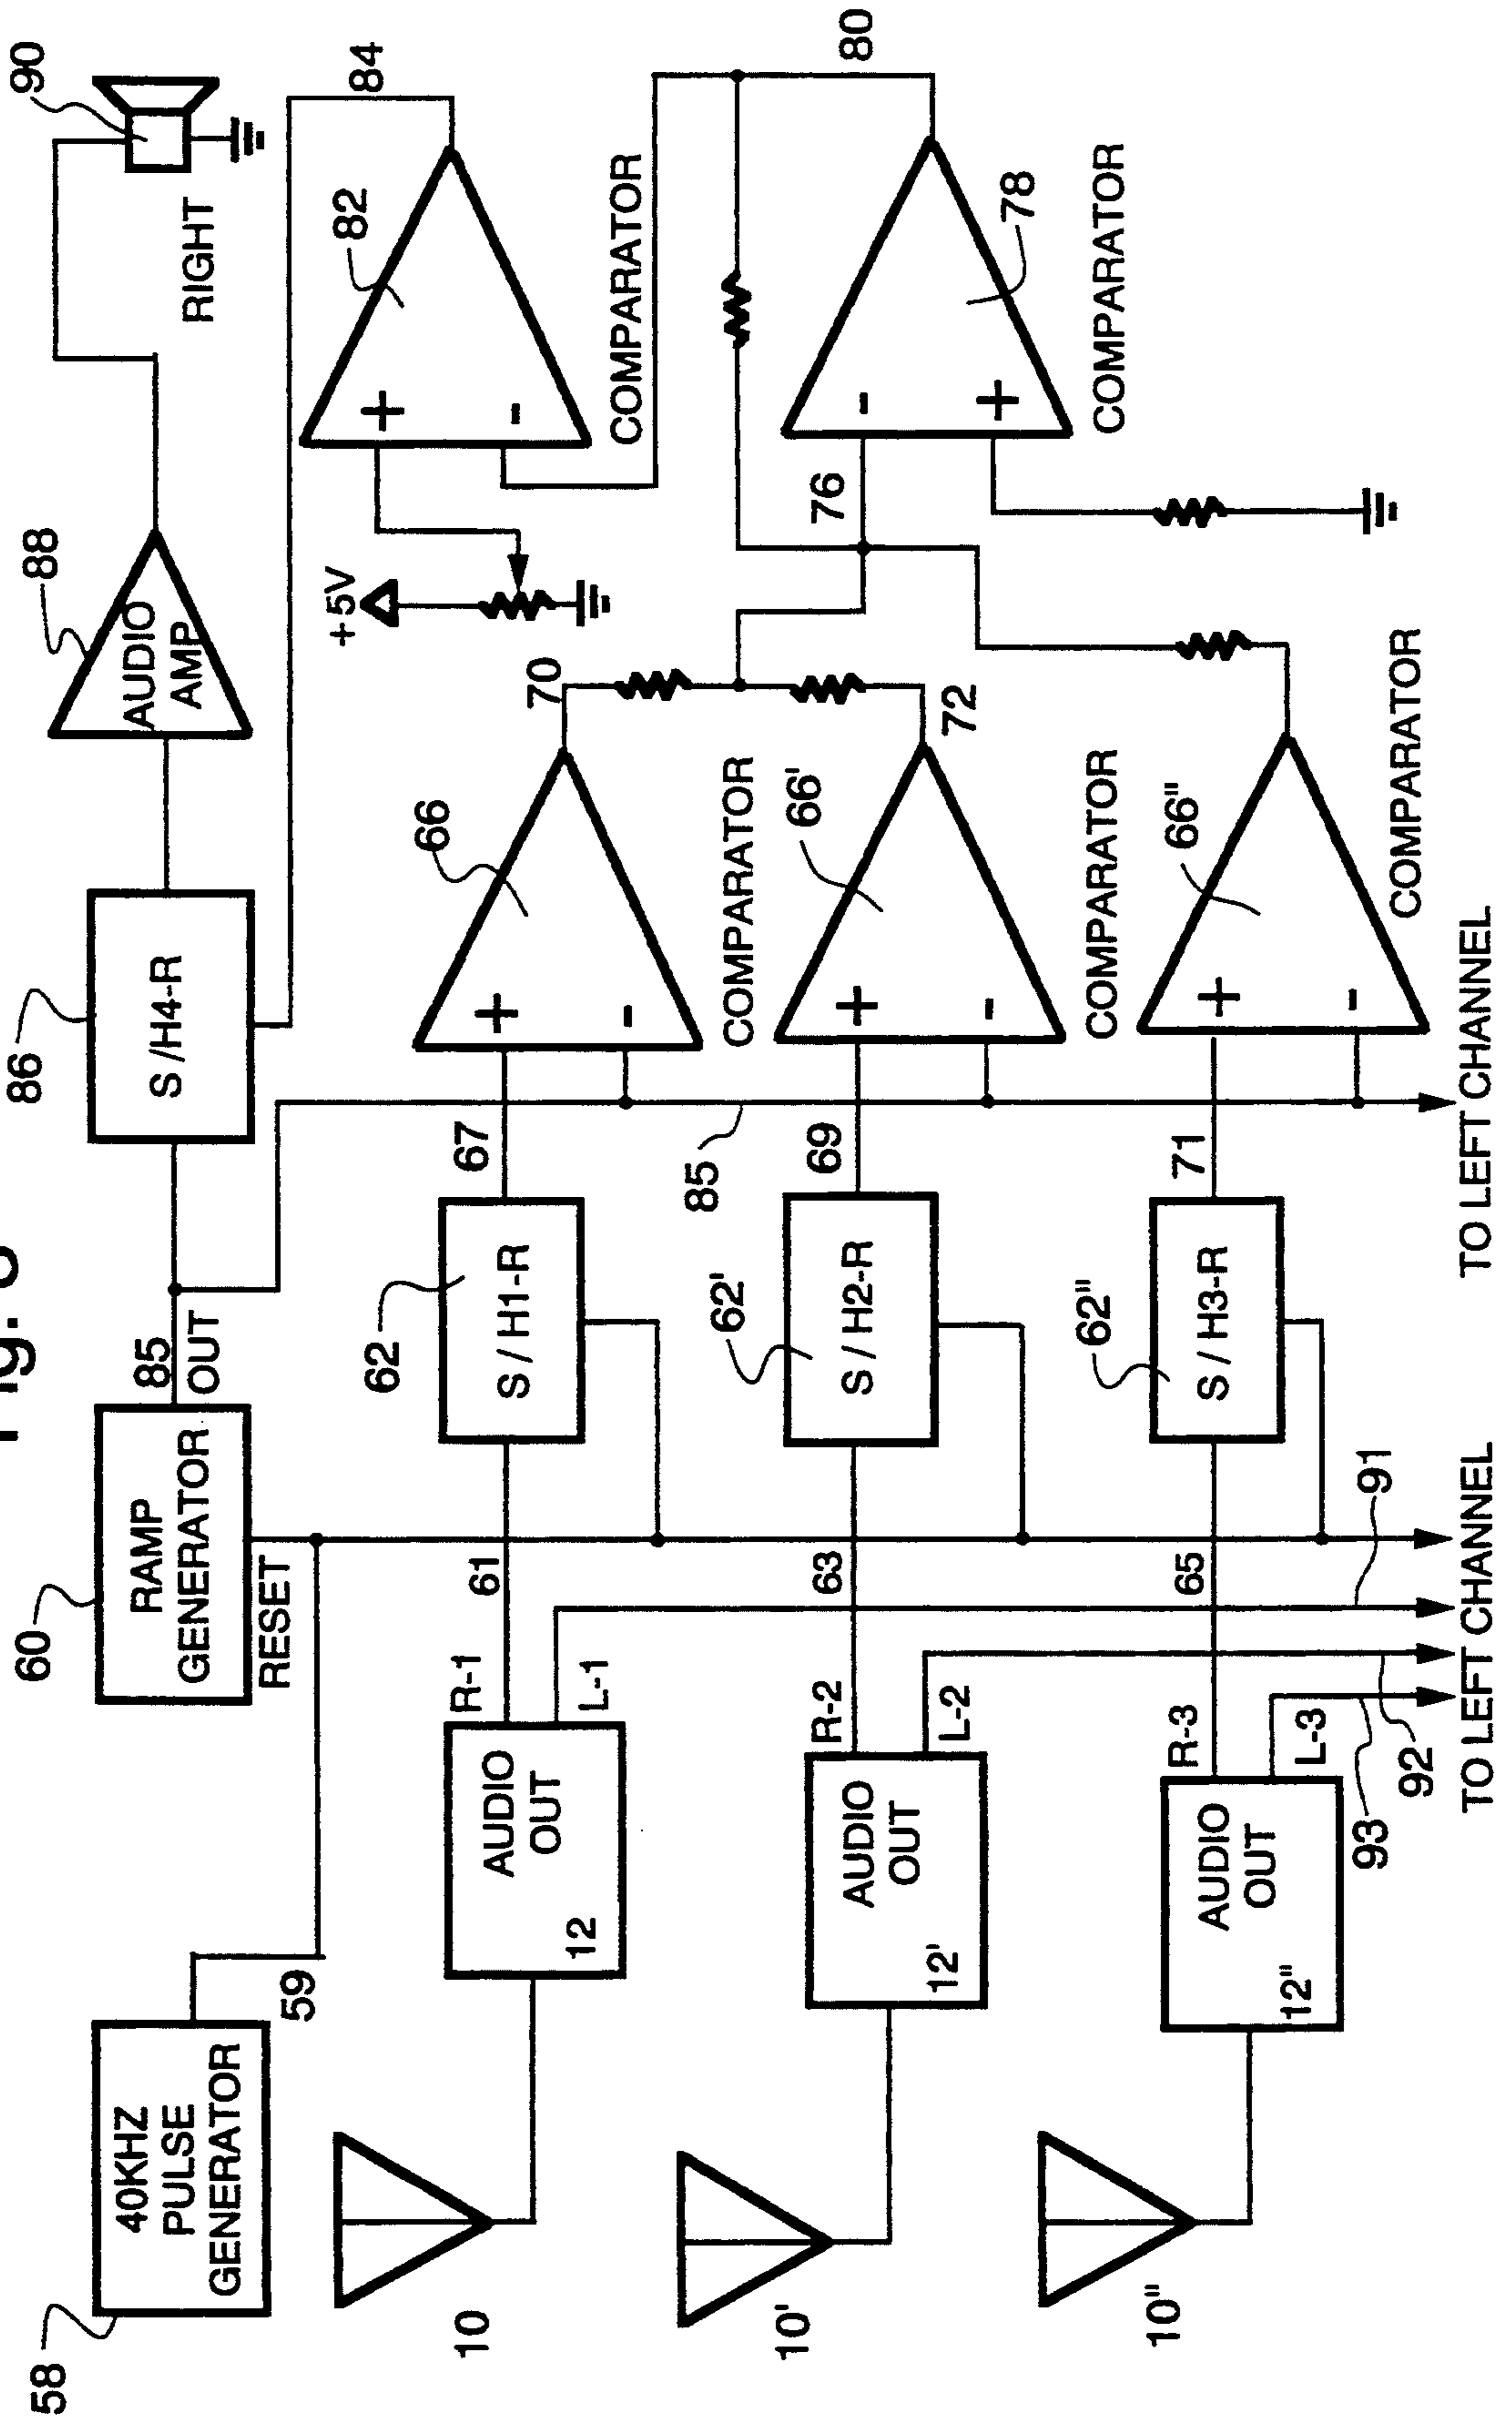 58
40KHZ
PULSE
GENERATOR
59
60
RAMP
GENERATOR
RESET
85
OUT
86
S /H4-R
88
AUDIO
AMP
90
RIGHT
10
AUDIO
OUT
12
R-1
L-1
61
62
S / H1-R
67
66
+
-
COMPARATOR
70
+5V
82
+
-
COMPARATOR
84
10'
AUDIO
OUT
12'
R-2
L-2
63
62'
S / H2-R
69
85
66'
+
-
COMPARATOR
72
76
-
+
78
COMPARATOR
80
10"
AUDIO
OUT
12"
R-3
L-3
65
62"
S / H3-R
71
66"
+
-
COMPARATOR
93
92
91
TO LEFT CHANNEL
TO LEFT CHANNEL